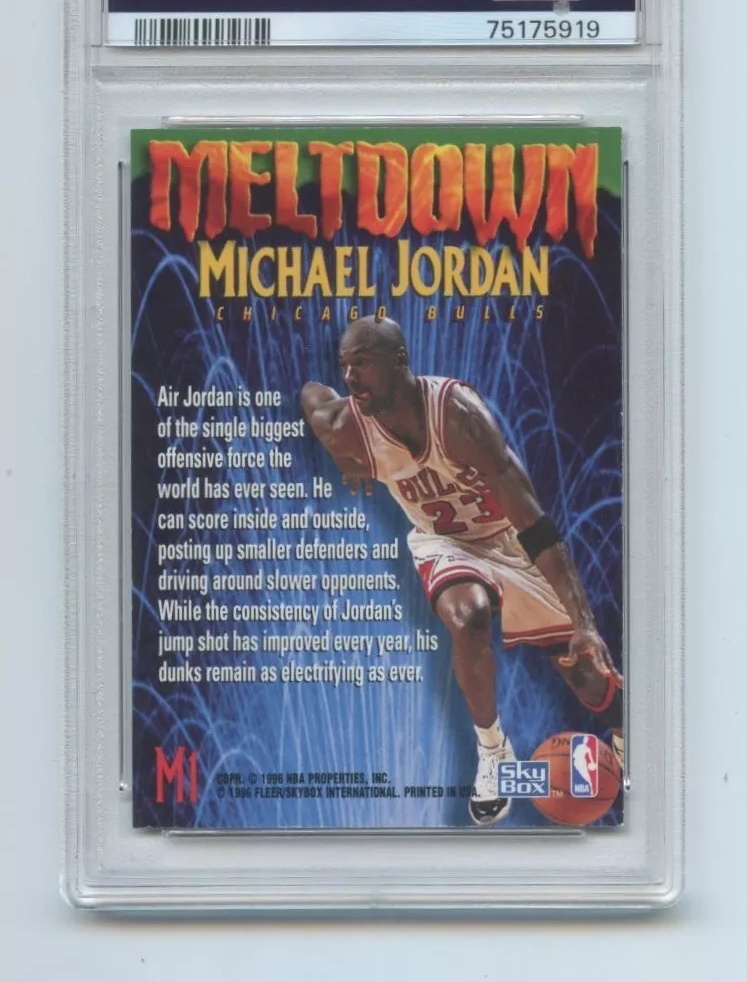 75175919
MELTDOWN
MICHAEL JORDAN
CHICAGO BULLS
Air Jordan is one
of the single biggest
offensive force the
world has ever seen. He
can score inside and outside,
posting up smaller defenders and
driving around slower opponents.
While the consistency of Jordan's
jump shot has improved every year, his
dunks remain as electrifying as ever.
BULLS
23
M1
COPR. © 1996 NBA PROPERTIES, INC.
© 1996 FLEER/SKYBOX INTERNATIONAL. PRINTED IN USA.
Sky
Box
TM
NBA